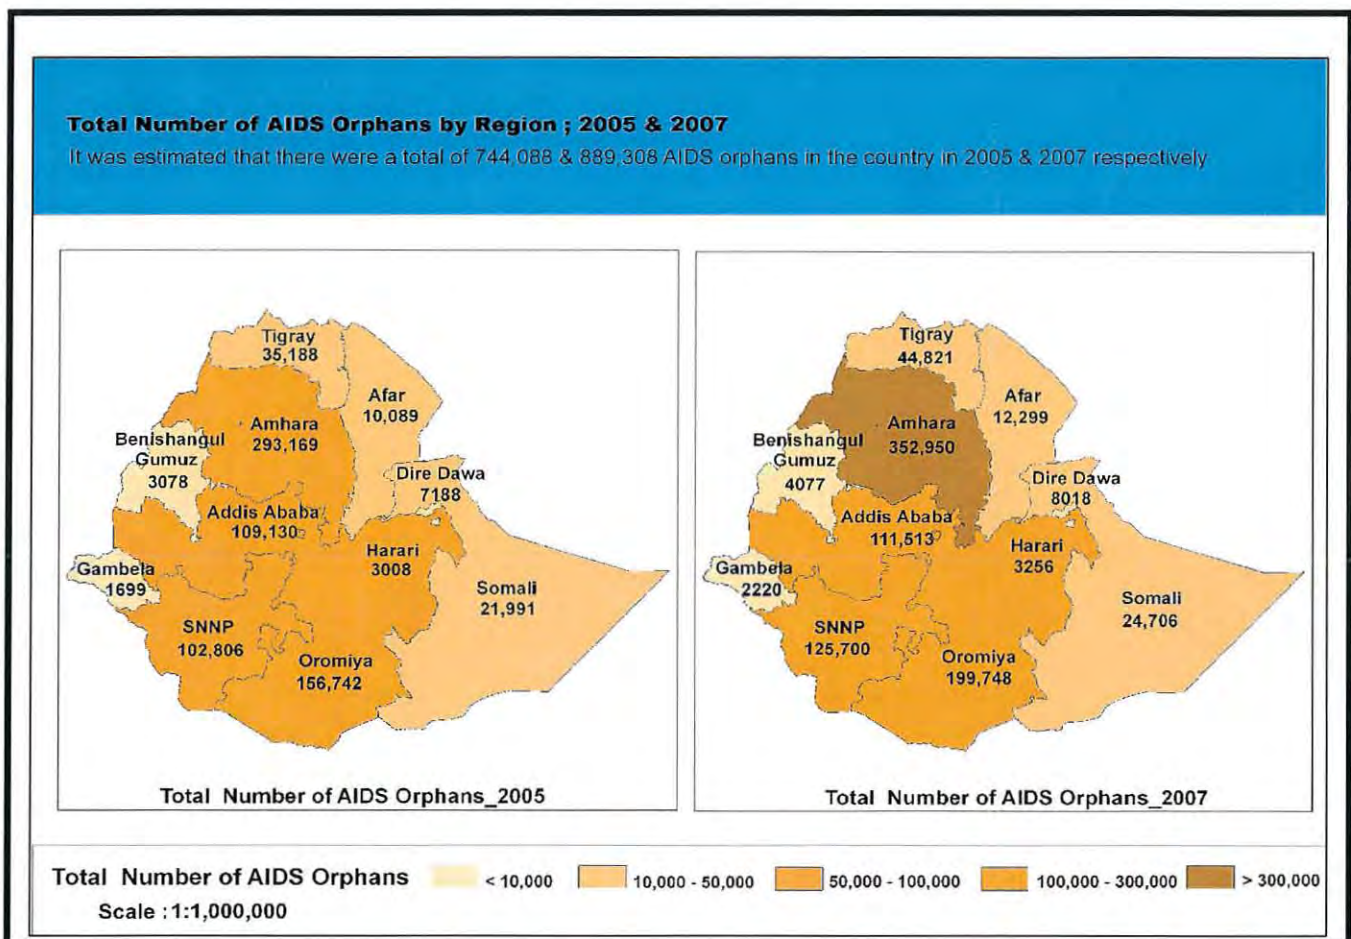 Total Number of AIDS Orphans by Region ; 2005 & 2007
It was estimated that there were a total of 744,088 & 889,308 AIDS orphans in the country in 2005 & 2007 respectively
Tigray
35,188
Afar
10,089
Amhara
293,169
Benishangul
Gumuz
3078
Dire Dawa
7188
Addis Ababa
109,130
Harari
3008
Gambela
1699
Somali
21,991
SNNP
102,806
Oromiya
156,742
Total Number of AIDS Orphans_2005
Tigray
44,821
Afar
12,299
Amhara
352,950
Benishangul
Gumuz
4077
Dire Dawa
8018
Addis Ababa
111,513
Harari
3256
Gambela
2220
Somali
24,706
SNNP
125,700
Oromiya
199,748
Total Number of AIDS Orphans_2007
Total Number of AIDS Orphans < 10,000 10,000 - 50,000 50,000 - 100,000 100,000 - 300,000 > 300,000
Scale : 1:1,000,000